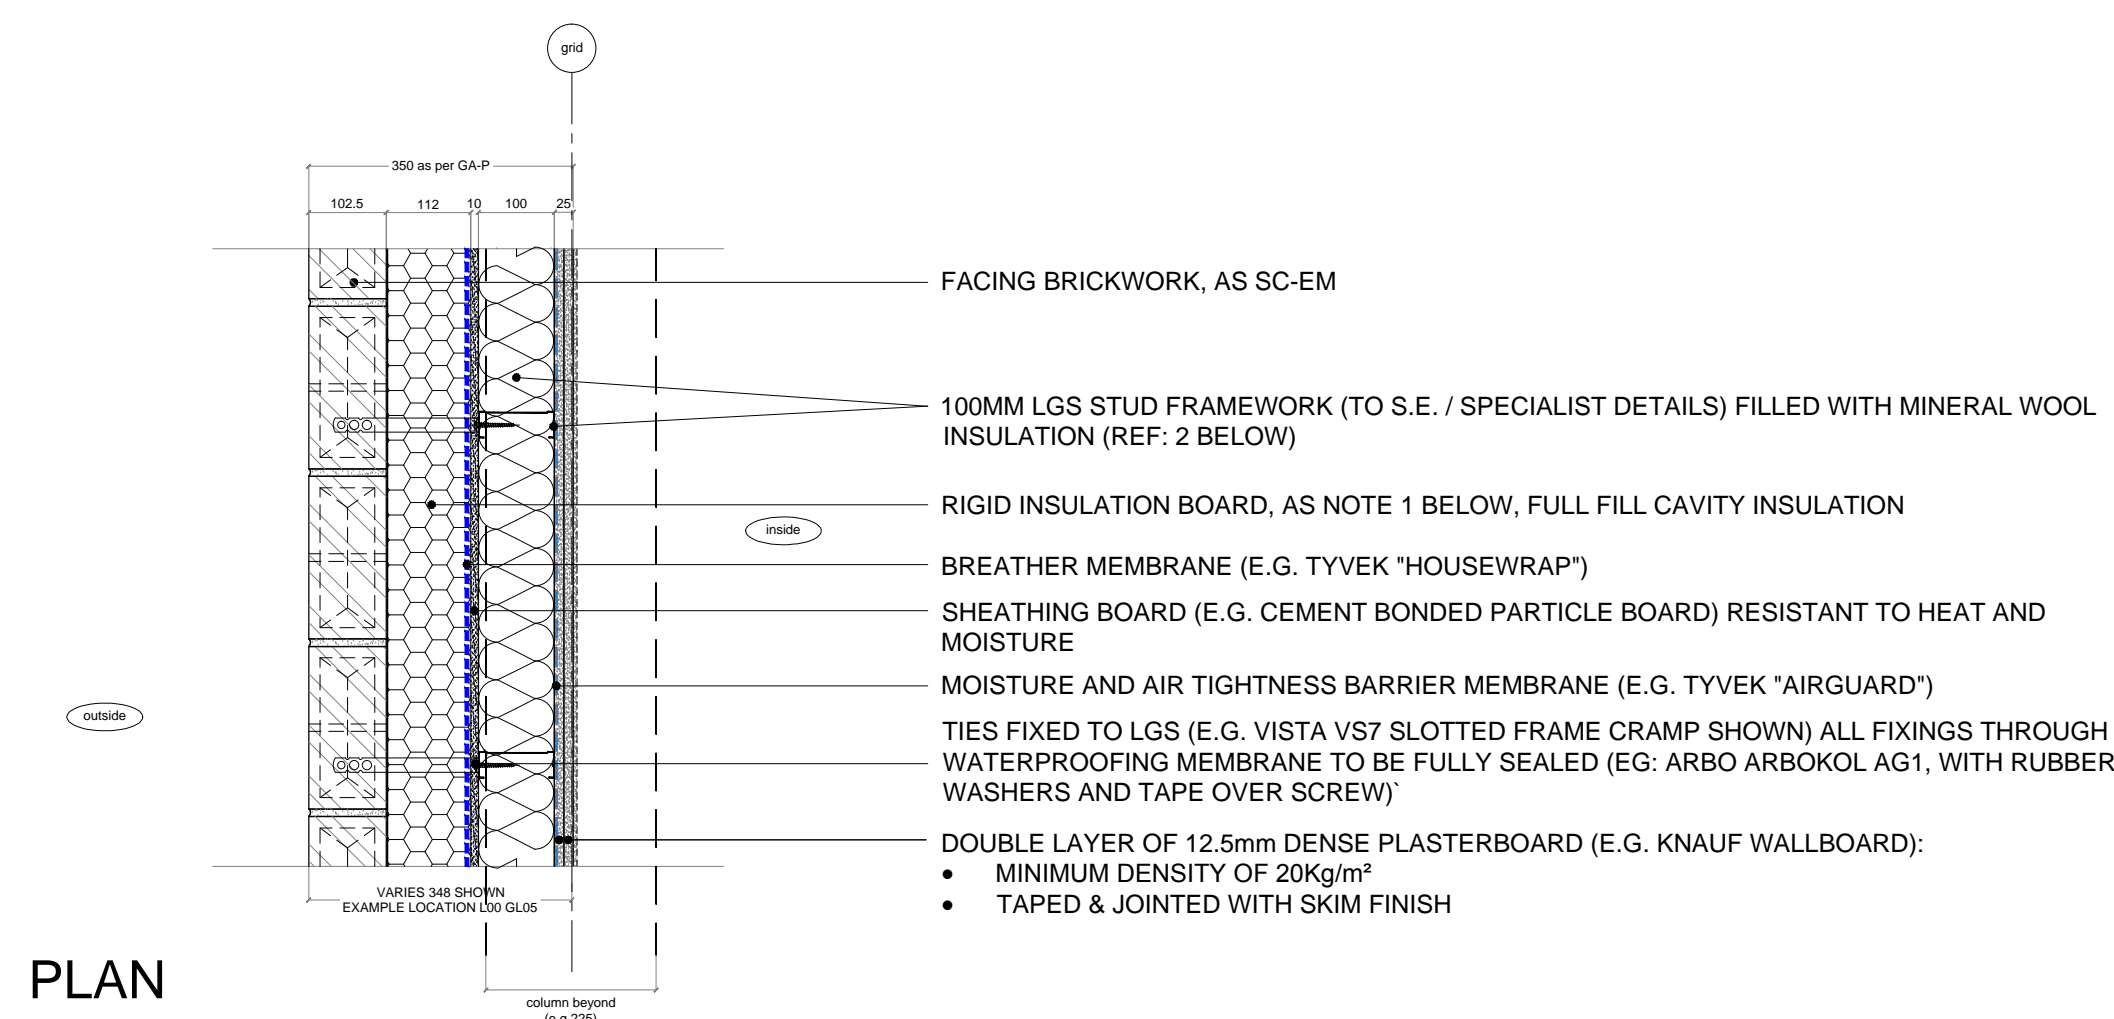 grid
350 as per GA-P
102.5 112 10 100 25
FACING BRICKWORK, AS SC-EM
100MM LGS STUD FRAMEWORK (TO S.E. / SPECIALIST DETAILS) FILLED WITH MINERAL WOOL
INSULATION (REF: 2 BELOW)
RIGID INSULATION BOARD, AS NOTE 1 BELOW, FULL FILL CAVITY INSULATION
inside
BREATHER MEMBRANE (E.G. TYVEK "HOUSEWRAP")
SHEATHING BOARD (E.G. CEMENT BONDED PARTICLE BOARD) RESISTANT TO HEAT AND
MOISTURE
MOISTURE AND AIR TIGHTNESS BARRIER MEMBRANE (E.G. TYVEK "AIRGUARD")
outside
TIES FIXED TO LGS (E.G. VISTA VS7 SLOTTED FRAME CRAMP SHOWN) ALL FIXINGS THROUGH
WATERPROOFING MEMBRANE TO BE FULLY SEALED (EG: ARBO ARBOKOL AG1, WITH RUBBER
WASHERS AND TAPE OVER SCREW)`
DOUBLE LAYER OF 12.5mm DENSE PLASTERBOARD (E.G. KNAUF WALLBOARD):
• MINIMUM DENSITY OF 20Kg/m²
• TAPED & JOINTED WITH SKIM FINISH
VARIES 348 SHOWN
EXAMPLE LOCATION L00 GL05
PLAN
column beyond
(e.g 225)